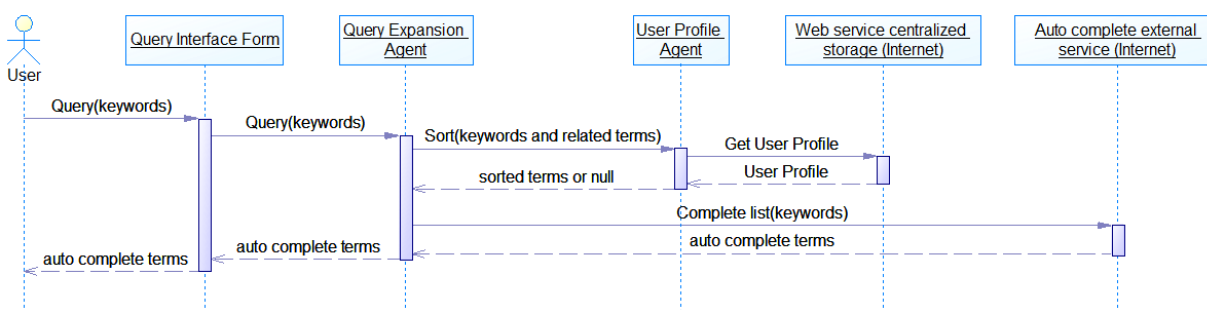 User
Query Interface Form
Query Expansion
Agent
User Profile
Agent
Web service centralized
storage (Internet)
Auto complete external
service (Internet)
Query(keywords)
Query(keywords)
Sort(keywords and related terms)
Get User Profile
User Profile
sorted terms or null
Complete list(keywords)
auto complete terms
auto complete terms
auto complete terms